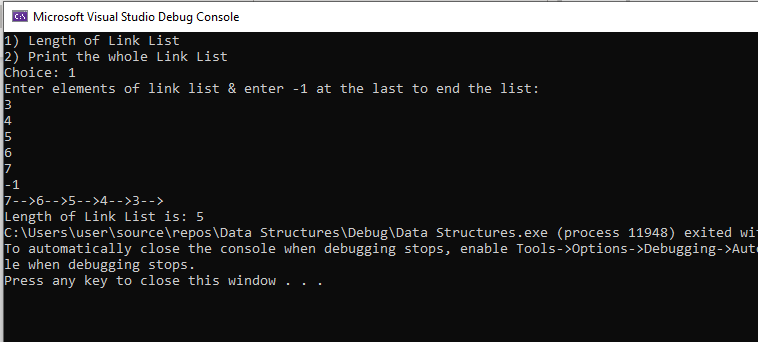 Microsoft Visual Studio Debug Console
1) Length of Link List
2) Print the whole Link List
Choice: 1
Enter elements of link list & enter -1 at the last to end the list:
3
4
5
6
7
-1
7-->6-->5-->4-->3-->
Length of Link List is: 5
C:\Users\user\source\repos\Data Structures\Debug\Data Structures.exe (process 11948) exited wi
To automatically close the console when debugging stops, enable Tools->Options->Debugging->Aut
le when debugging stops.
Press any key to close this window . . .